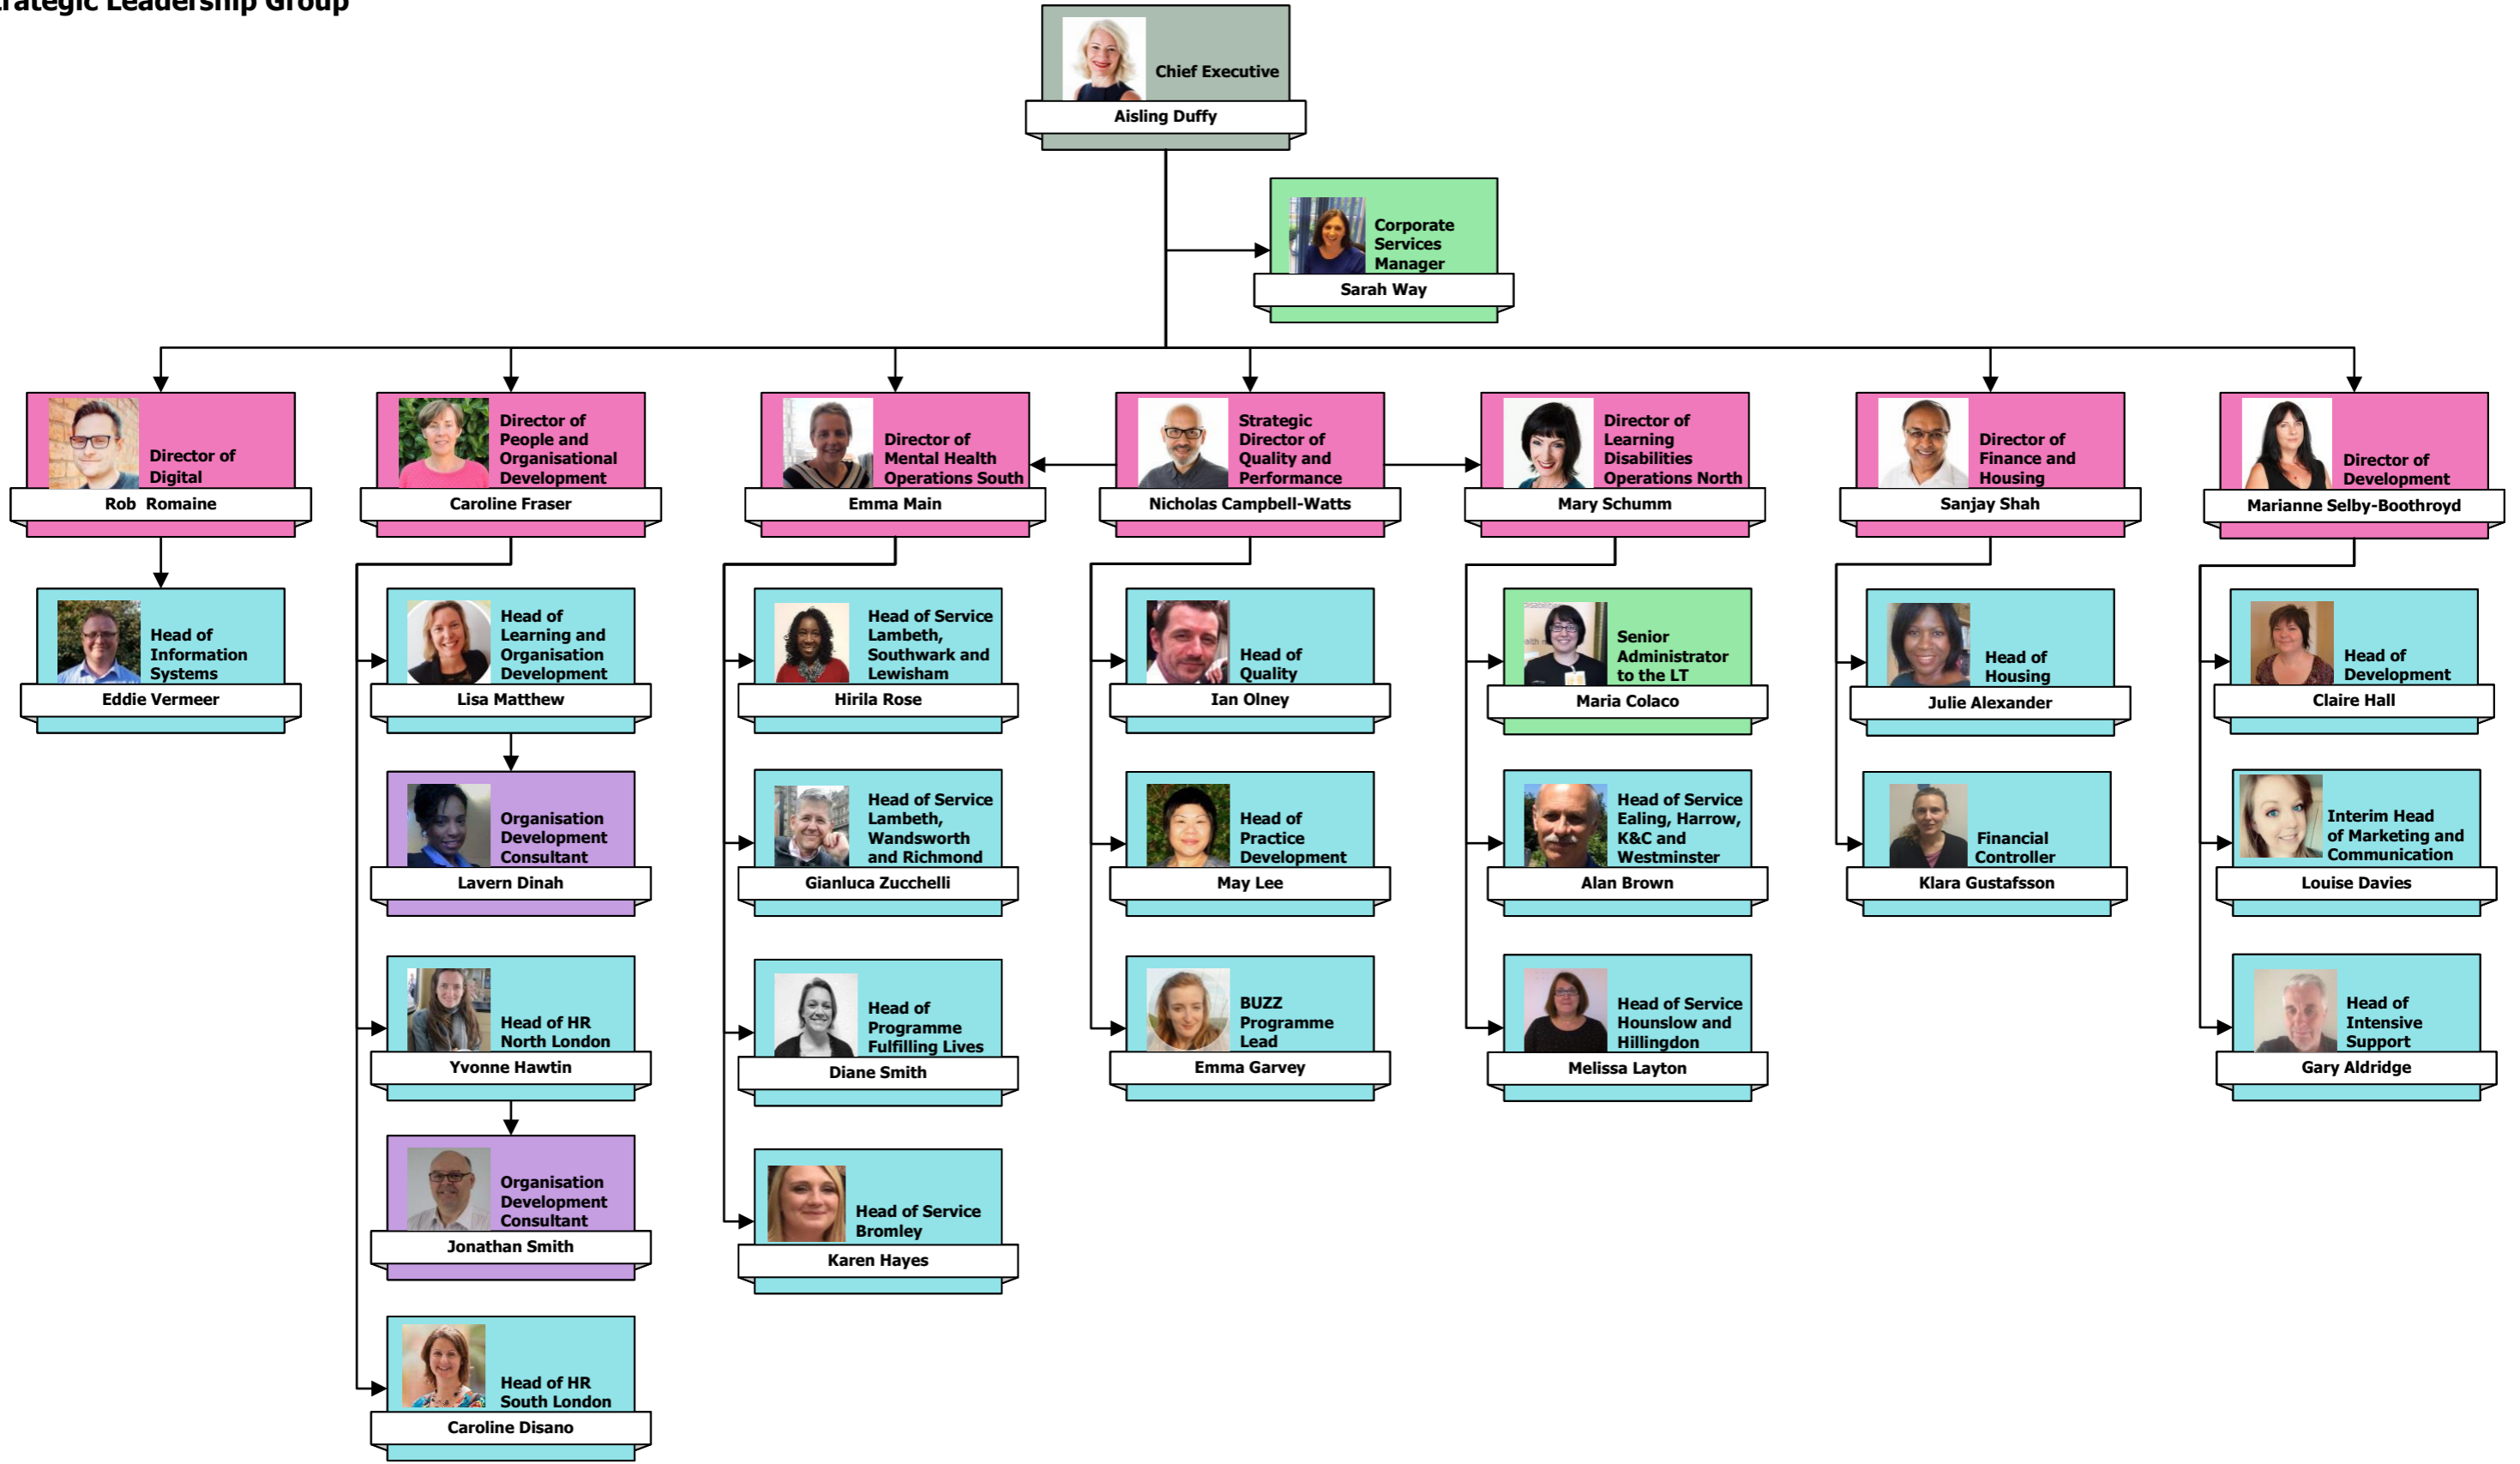 trategic Leadership Group
Chief Executive
Aisling Duffy
Corporate
Services
Manager
Sarah Way
Director of
Digital
Rob  Romaine
Director of
People and
Organisational
Development
Caroline Fraser
Director of
Mental Health
Operations South
Emma Main
Strategic
Director of
Quality and
Performance
Nicholas Campbell-Watts
Director of
Learning
Disabilities
Operations North
Mary Schumm
Director of
Finance and
Housing
Sanjay Shah
Director of
Development
Marianne Selby-Boothroyd
Head of
Information
Systems
Eddie Vermeer
Head of
Learning and
Organisation
Development
Lisa Matthew
Organisation
Development
Consultant
Lavern Dinah
Head of HR
North London
Yvonne Hawtin
Organisation
Development
Consultant
Jonathan Smith
Head of HR
South London
Caroline Disano
Head of Service
Lambeth,
Southwark and
Lewisham
Hirila Rose
Head of Service
Lambeth,
Wandsworth
and Richmond
Gianluca Zucchelli
Head of
Programme
Fulfilling Lives
Diane Smith
Head of Service
Bromley
Karen Hayes
Head of
Quality
Ian Olney
Head of
Practice
Development
May Lee
BUZZ
Programme
Lead
Emma Garvey
Senior
Administrator
to the LT
Maria Colaco
Head of Service
Ealing, Harrow,
K&C and
Westminster
Alan Brown
Head of Service
Hounslow and
Hillingdon
Melissa Layton
Head of
Housing
Julie Alexander
Financial
Controller
Klara Gustafsson
Head of
Development
Claire Hall
Interim Head
of Marketing and
Communication
Louise Davies
Head of
Intensive
Support
Gary Aldridge